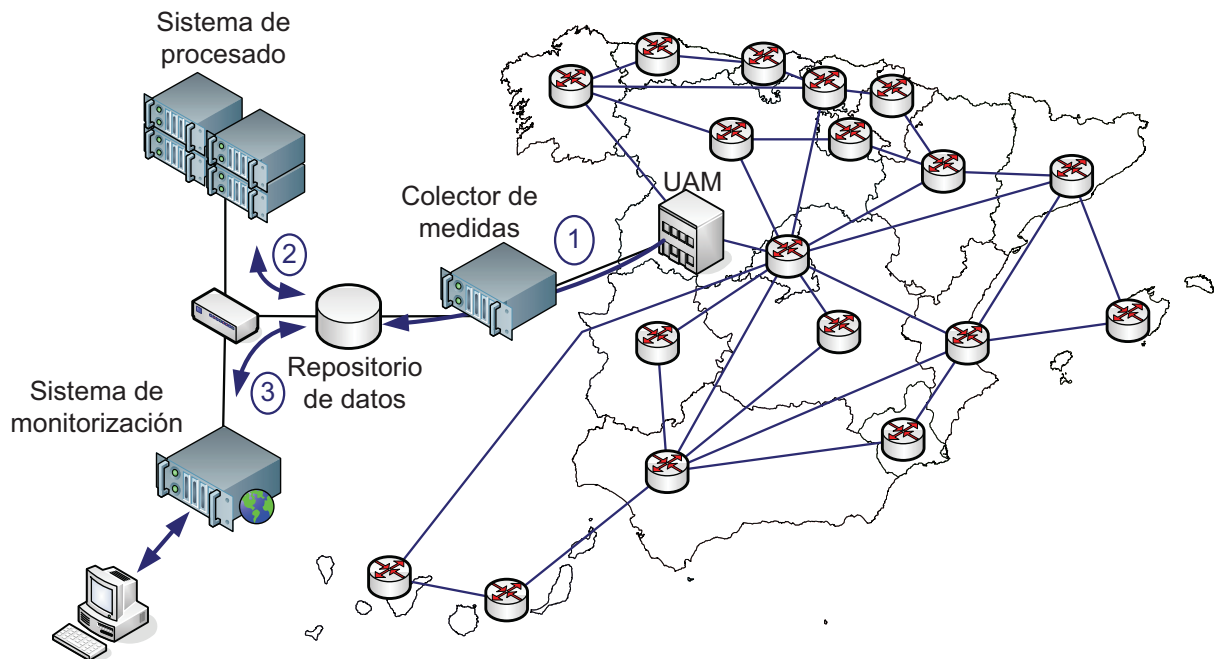 Sistema de
procesado
UAM
Colector de
medidas
1
2
Repositorio
de datos
3
Sistema de
monitorización